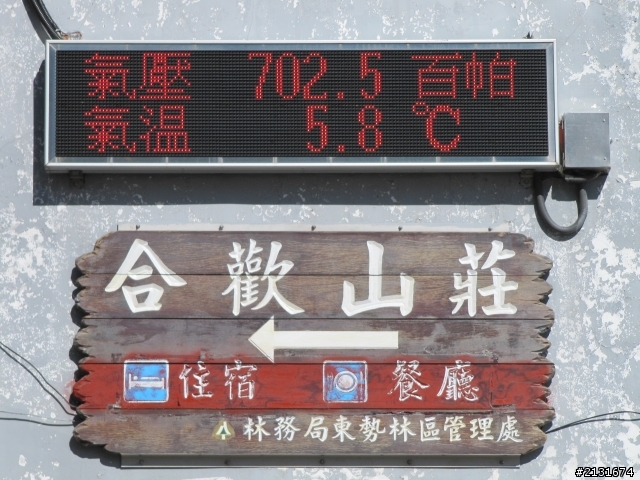 氣壓 702.5 百帕
氣溫 5.8 ℃
合歡山莊
住宿 餐廳
林務局東勢林區管理處
#2131674